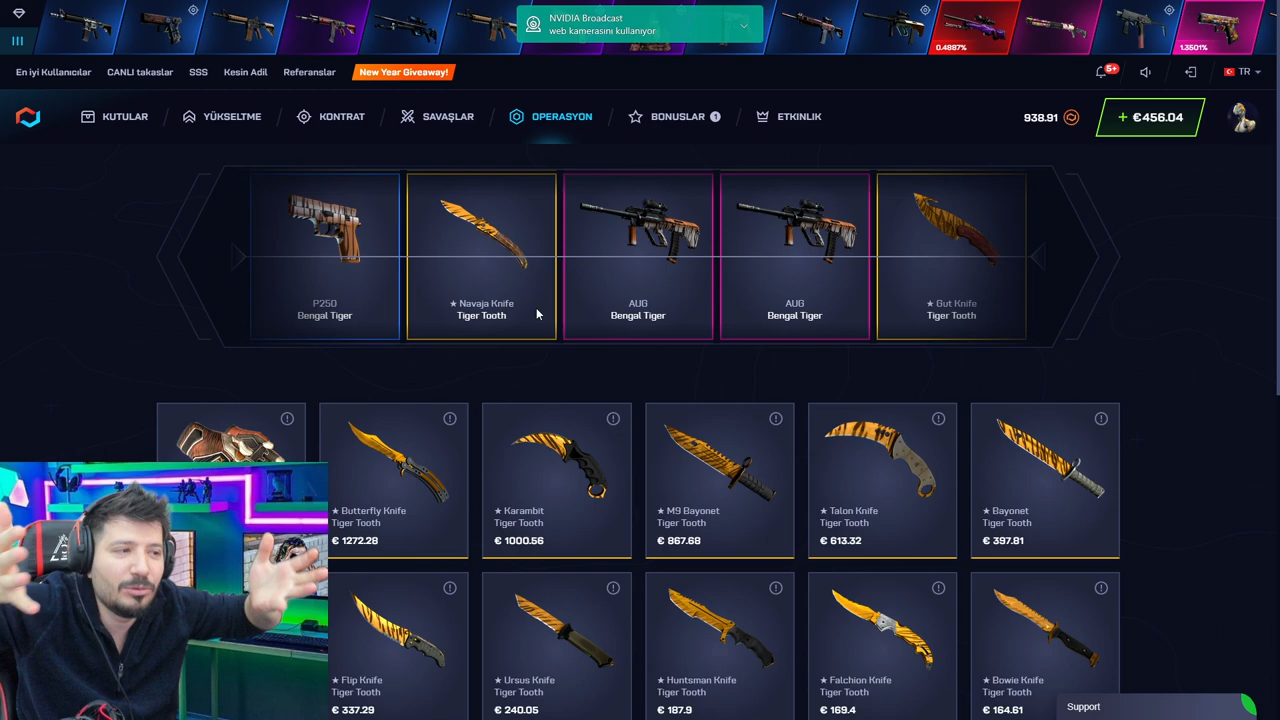 NVIDIA Broadcast
web kamerasını kullanıyor
0.4887%
1.3501%
En iyi Kullanıcılar
CANLI takaslar
SSS
Kesin Adil
Referanslar
New Year Giveaway!
5+
TR
KUTULAR
YÜKSELTME
KONTRAT
SAVAŞLAR
OPERASYON
BONUSLAR 1
ETKINLIK
938.91
+ €456.04
P250
Bengal Tiger
★ Navaja Knife
Tiger Tooth
AUG
Bengal Tiger
AUG
Bengal Tiger
★ Gut Knife
Tiger Tooth
★ Butterfly Knife
Tiger Tooth
€ 1272.28
★ Karambit
Tiger Tooth
€ 1000.56
★ M9 Bayonet
Tiger Tooth
€ 867.68
★ Talon Knife
Tiger Tooth
€ 613.32
★ Bayonet
Tiger Tooth
€ 397.81
★ Flip Knife
Tiger Tooth
€ 337.29
★ Ursus Knife
Tiger Tooth
€ 240.05
★ Huntsman Knife
Tiger Tooth
€ 187.9
★ Falchion Knife
Tiger Tooth
€ 169.4
★ Bowie Knife
Tiger Tooth
€ 164.61
Support